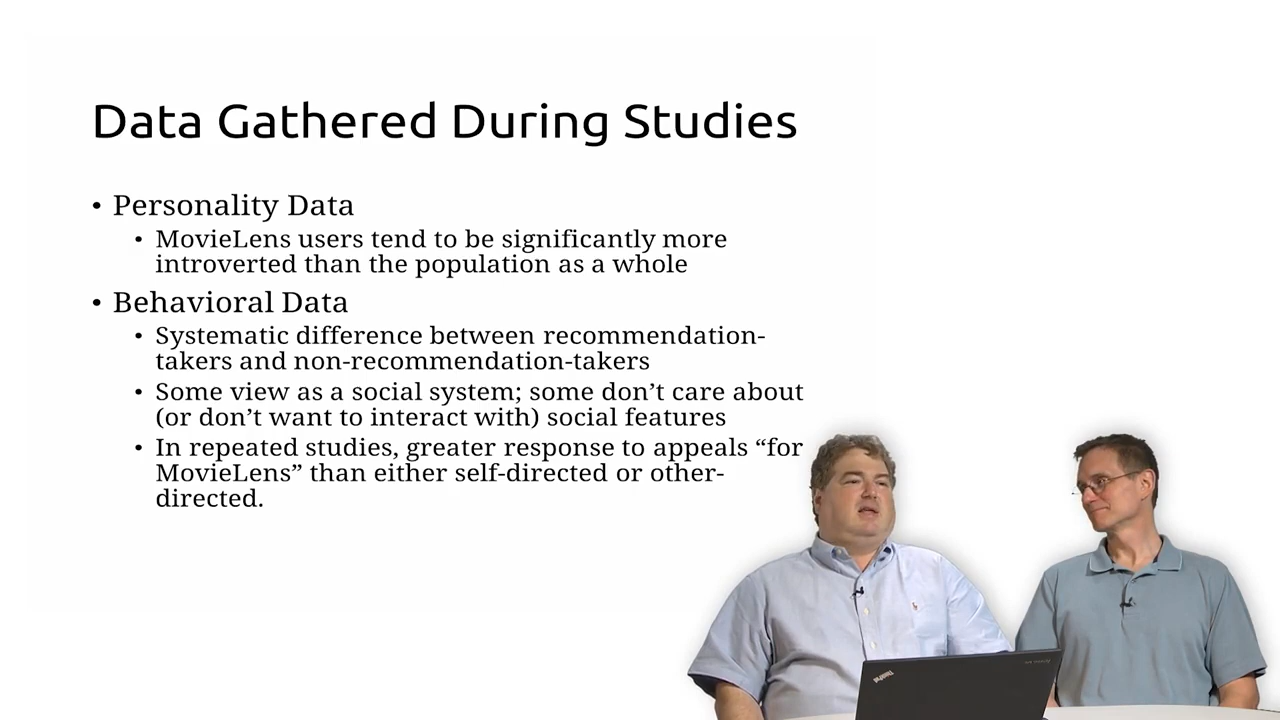 Data Gathered During Studies
• Personality Data
• MovieLens users tend to be significantly more
introverted than the population as a whole
• Behavioral Data
• Systematic difference between recommendation-
takers and non-recommendation-takers
• Some view as a social system; some don’t care about
(or don’t want to interact with) social features
• In repeated studies, greater response to appeals “for
MovieLens” than either self-directed or other-
directed.
ThinkPad